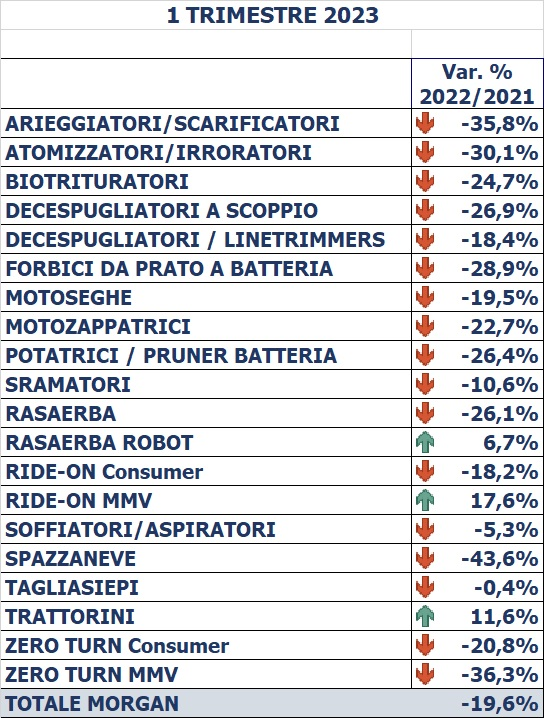 1 TRIMESTRE 2023
Var. %
2022/2021
ARIEGGIATORI/SCARIFICATORI -35,8%
ATOMIZZATORI/IRRORATORI -30,1%
BIOTRITURATORI -24,7%
DECESPUGLIATORI A SCOPPIO -26,9%
DECESPUGLIATORI / LINETRIMMERS -18,4%
FORBICI DA PRATO A BATTERIA -28,9%
MOTOSEGHE -19,5%
MOTOZAPPATRICI -22,7%
POTATRICI / PRUNER BATTERIA -26,4%
SRAMATORI -10,6%
RASAERBA -26,1%
RASAERBA ROBOT 6,7%
RIDE-ON Consumer -18,2%
RIDE-ON MMV 17,6%
SOFFIATORI/ASPIRATORI -5,3%
SPAZZANEVE -43,6%
TAGLIASIEPI -0,4%
TRATTORINI 11,6%
ZERO TURN Consumer -20,8%
ZERO TURN MMV -36,3%
TOTALE MORGAN -19,6%